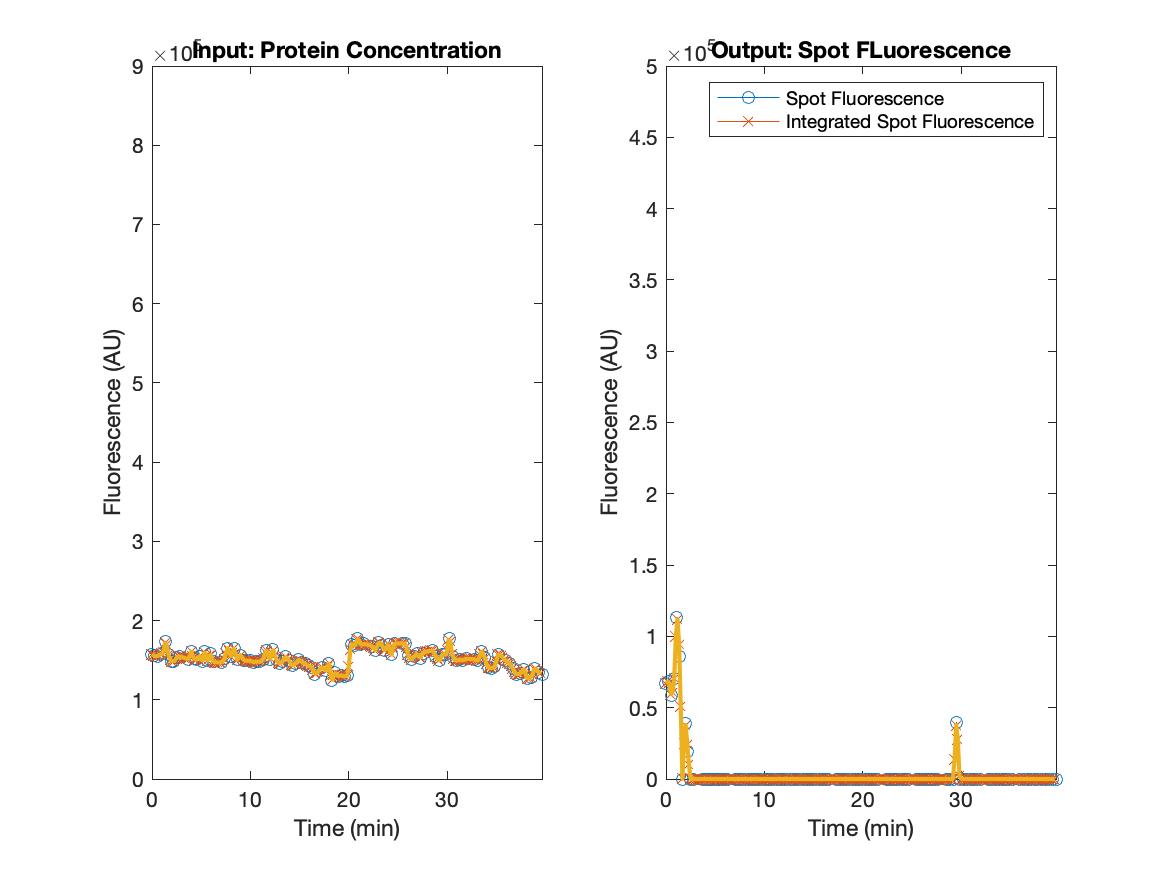 ×10⁵
Input: Protein Concentration
9
8
7
6
5
4
3
2
1
0
0 10 20 30
Time (min)
Fluorescence (AU)
×10⁵
Output: Spot FLuorescence
Spot Fluorescence
Integrated Spot Fluorescence
5
4.5
4
3.5
3
2.5
2
1.5
1
0.5
0
0 10 20 30
Time (min)
Fluorescence (AU)